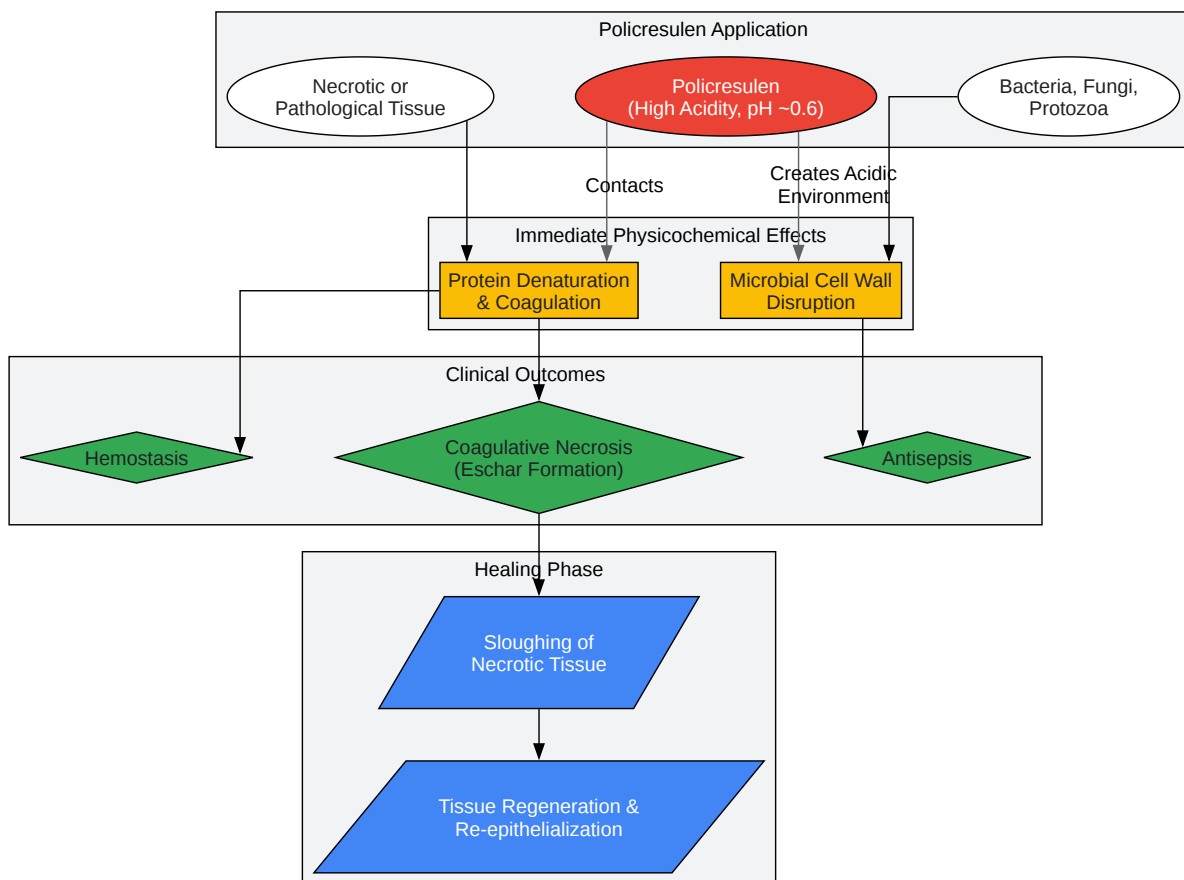 Policresulen Application
Necrotic or
Pathological Tissue
Policresulen
(High Acidity, pH ~0.6)
Bacteria, Fungi,
Protozoa
Contacts
Creates Acidic
Environment
Immediate Physicochemical Effects
Protein Denaturation
& Coagulation
Microbial Cell Wall
Disruption
Clinical Outcomes
Hemostasis
Coagulative Necrosis
(Eschar Formation)
Antisepsis
Healing Phase
Sloughing of
Necrotic Tissue
Tissue Regeneration &
Re-epithelialization